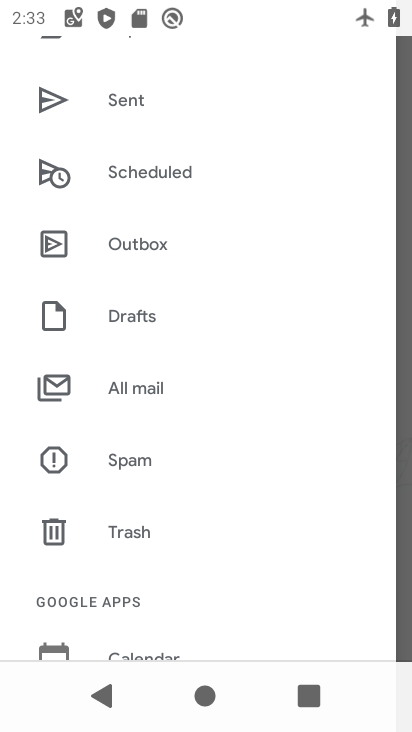 2:33
Sent
Scheduled
Outbox
Drafts
All mail
Spam
Trash
GOOGLE APPS
Calendar